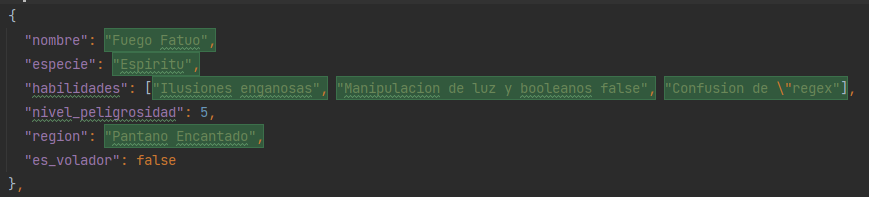 {
"nombre": "Fuego Fatuo",
"especie": "Espiritu",
"habilidades": ["Ilusiones enganosas", "Manipulacion de luz y booleanos false", "Confusion de \"regex"],
"nivel_peligrosidad": 5,
"region": "Pantano Encantado",
"es_volador": false
},